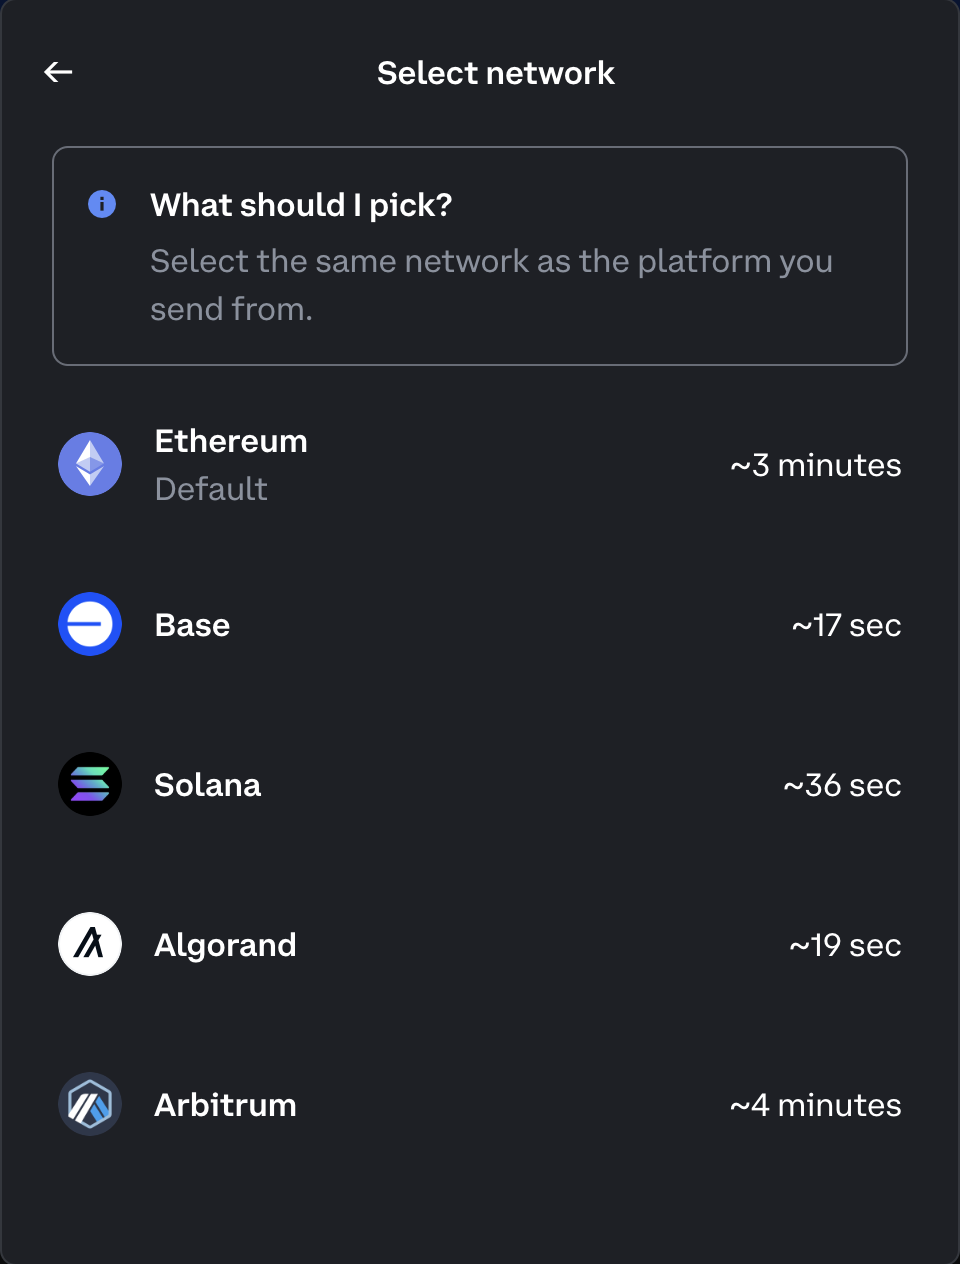 Select network
What should I pick?
Select the same network as the platform you
send from.
Ethereum
Default
~3 minutes
Base
~17 sec
Solana
~36 sec
Algorand
~19 sec
Arbitrum
~4 minutes